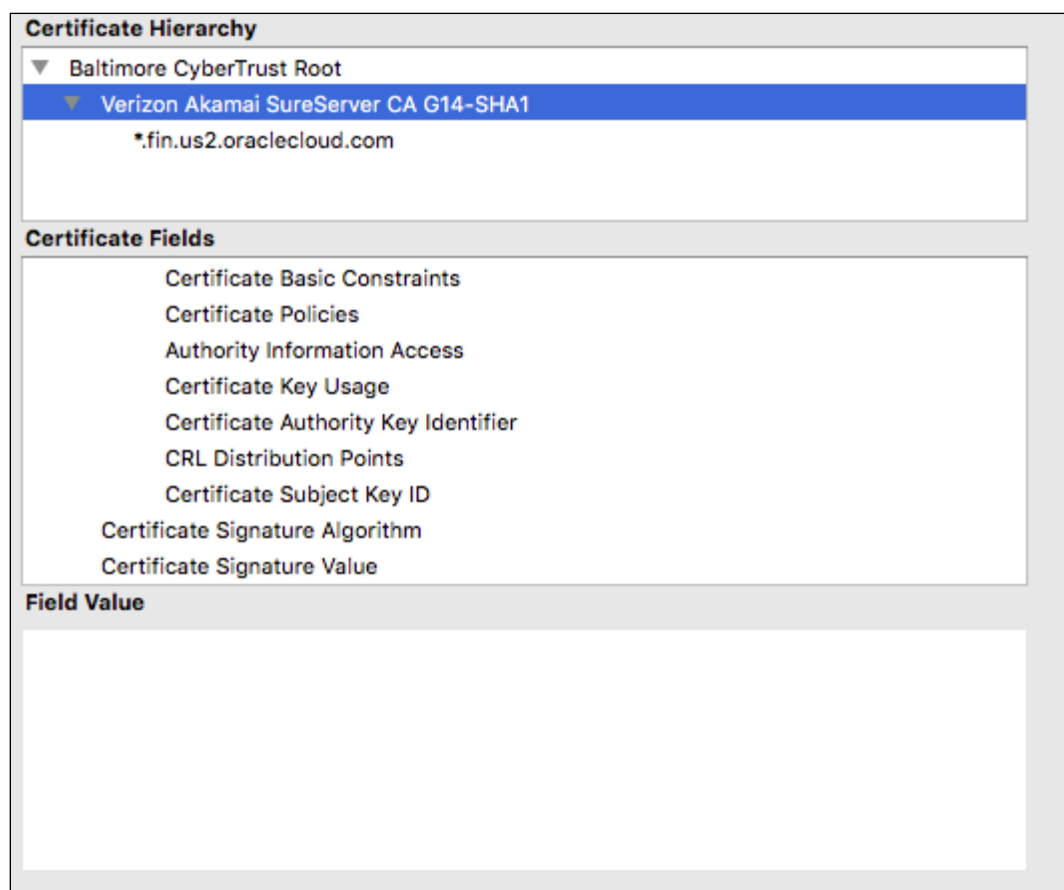 Certificate Hierarchy
Baltimore CyberTrust Root
Verizon Akamai SureServer CA G14-SHA1
*.fin.us2.oraclecloud.com
Certificate Fields
Certificate Basic Constraints
Certificate Policies
Authority Information Access
Certificate Key Usage
Certificate Authority Key Identifier
CRL Distribution Points
Certificate Subject Key ID
Certificate Signature Algorithm
Certificate Signature Value
Field Value